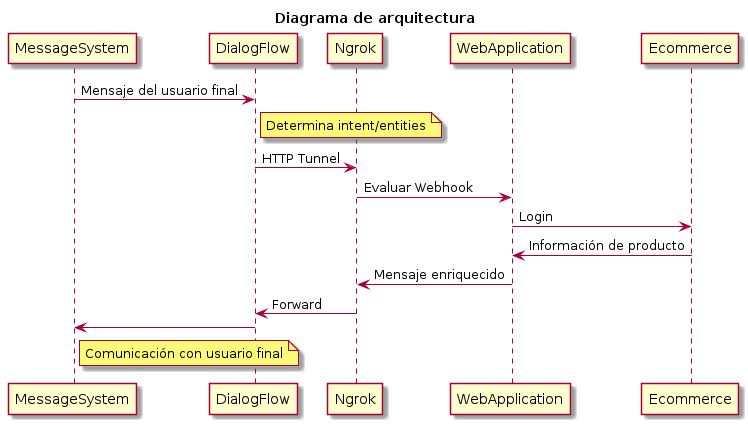 Diagrama de arquitectura
MessageSystem DialogFlow Ngrok WebApplication Ecommerce
Mensaje del usuario final
Determina intent/entities
HTTP Tunnel
Evaluar Webhook
Login
Información de producto
Mensaje enriquecido
Forward
Comunicación con usuario final
MessageSystem DialogFlow Ngrok WebApplication Ecommerce